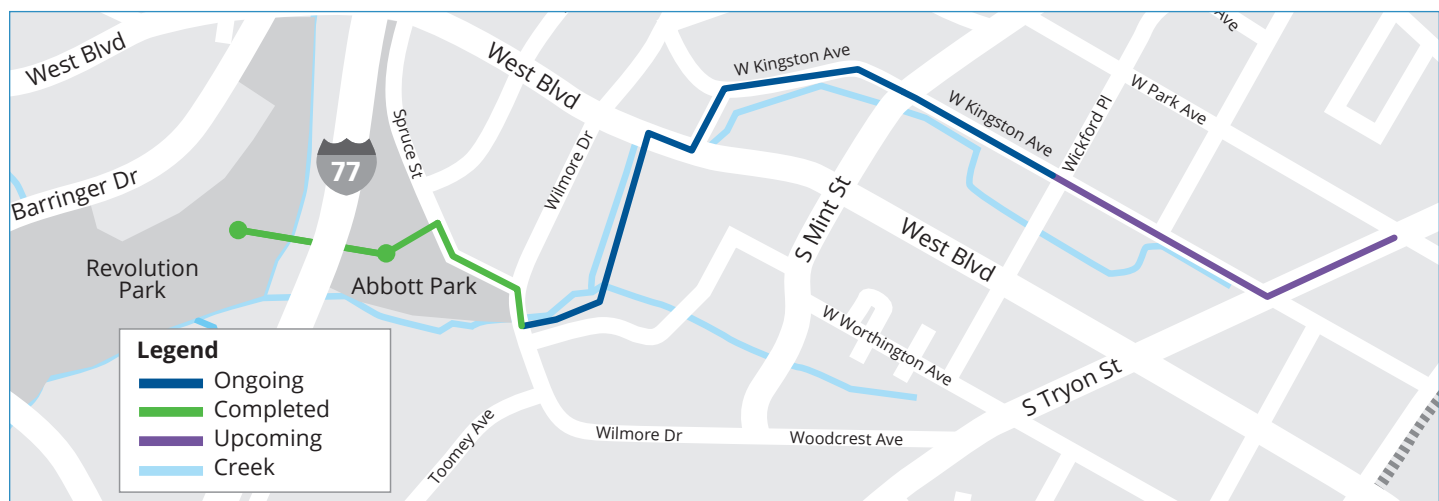 Ave
West Blvd
West Blvd
W Kingston Ave
W Park Ave
Spruce St
Wilmore Dr
W Kingston Ave
Wickford Pl
77
Barringer Dr
S Mint St
West Blvd
Revolution
Park
Abbott Park
W Worthington Ave
S Tryon St
Toomey Ave
Wilmore Dr
Woodcrest Ave
Legend
Ongoing
Completed
Upcoming
Creek